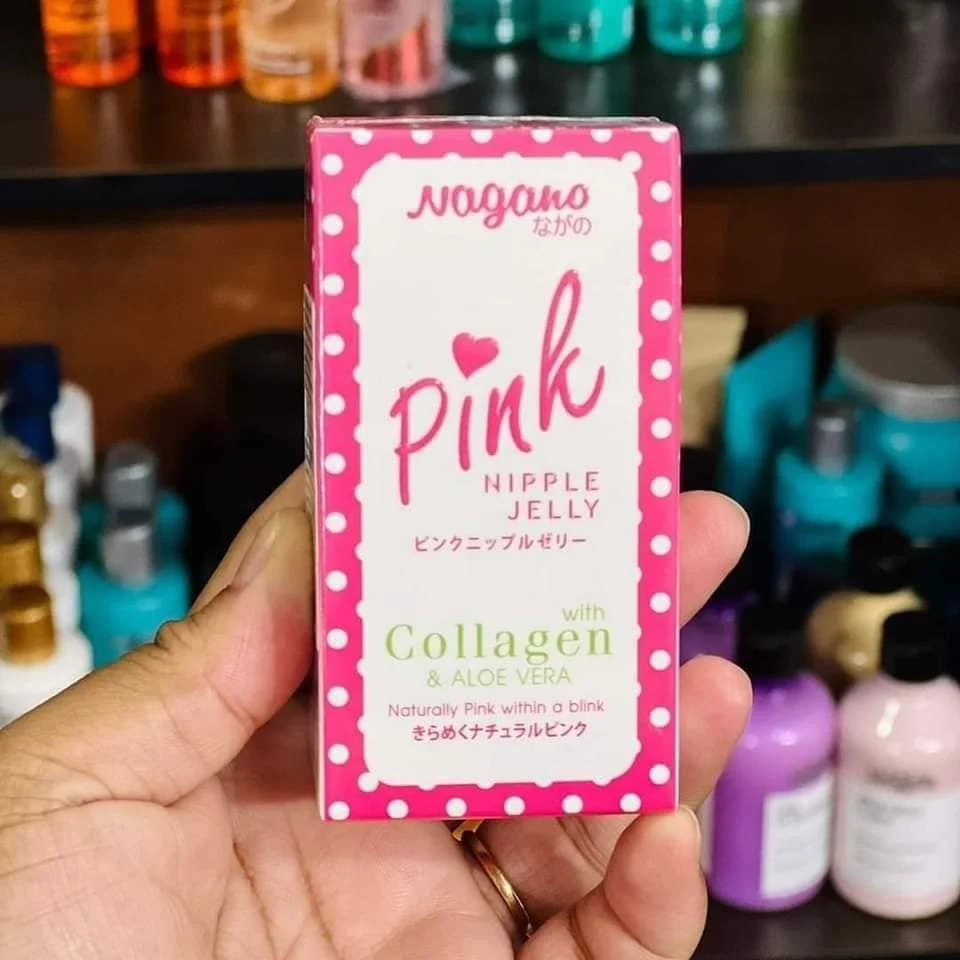 Nagano
ながの
Pink
NIPPLE
JELLY
ピンクニップルゼリー
with
Collagen
& ALOE VERA
Naturally Pink within a blink
きらめくナチュラルピンク